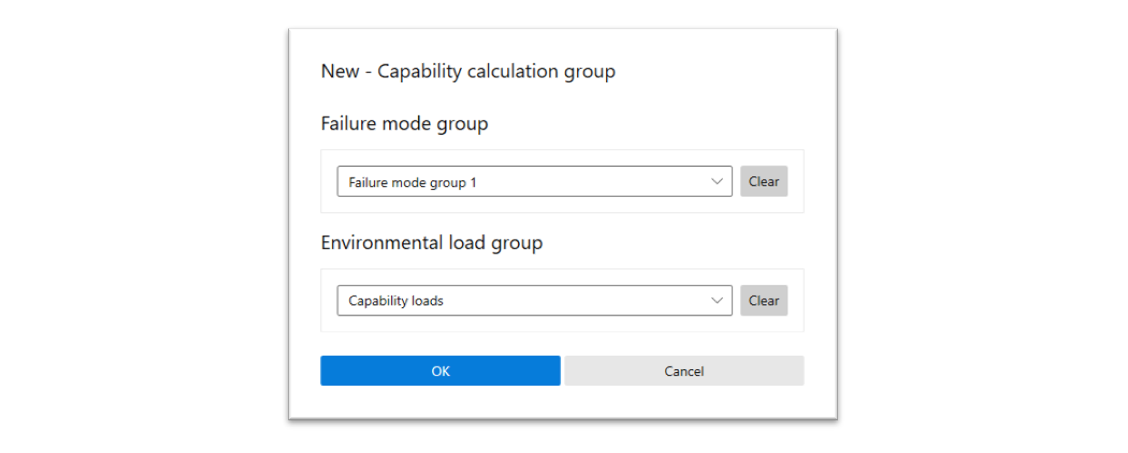 New - Capability calculation group
Failure mode group
Failure mode group 1
Clear
Environmental load group
Capability loads
Clear
OK
Cancel